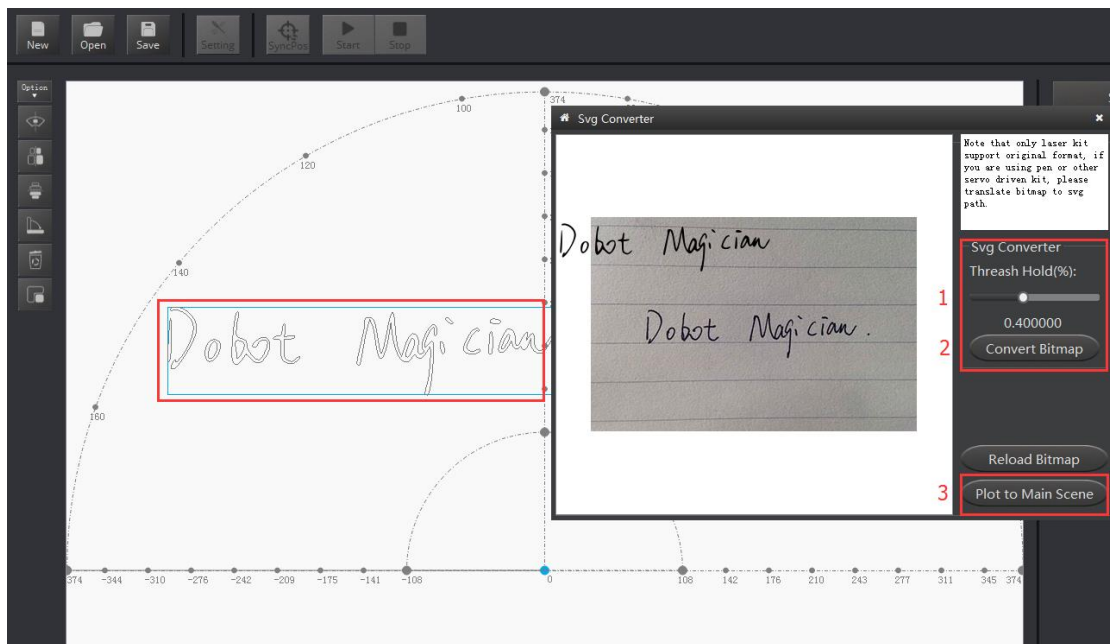 New Open Save Setting SyncPos Start Stop
Option
374
100
120
140
160
Dobot Magician
Svg Converter
Dobot Magician
Dobot Magician.
Note that only laser kit
support original format, if
you are using pen or other
servo driven kit, please
translate bitmap to svg
path.
Svg Converter
Threash Hold(%):
1
0.400000
2 Convert Bitmap
Reload Bitmap
3 Plot to Main Scene
374 -344 -310 -276 -242 -209 -175 -141 -108 0 108 142 176 210 243 277 311 345 374